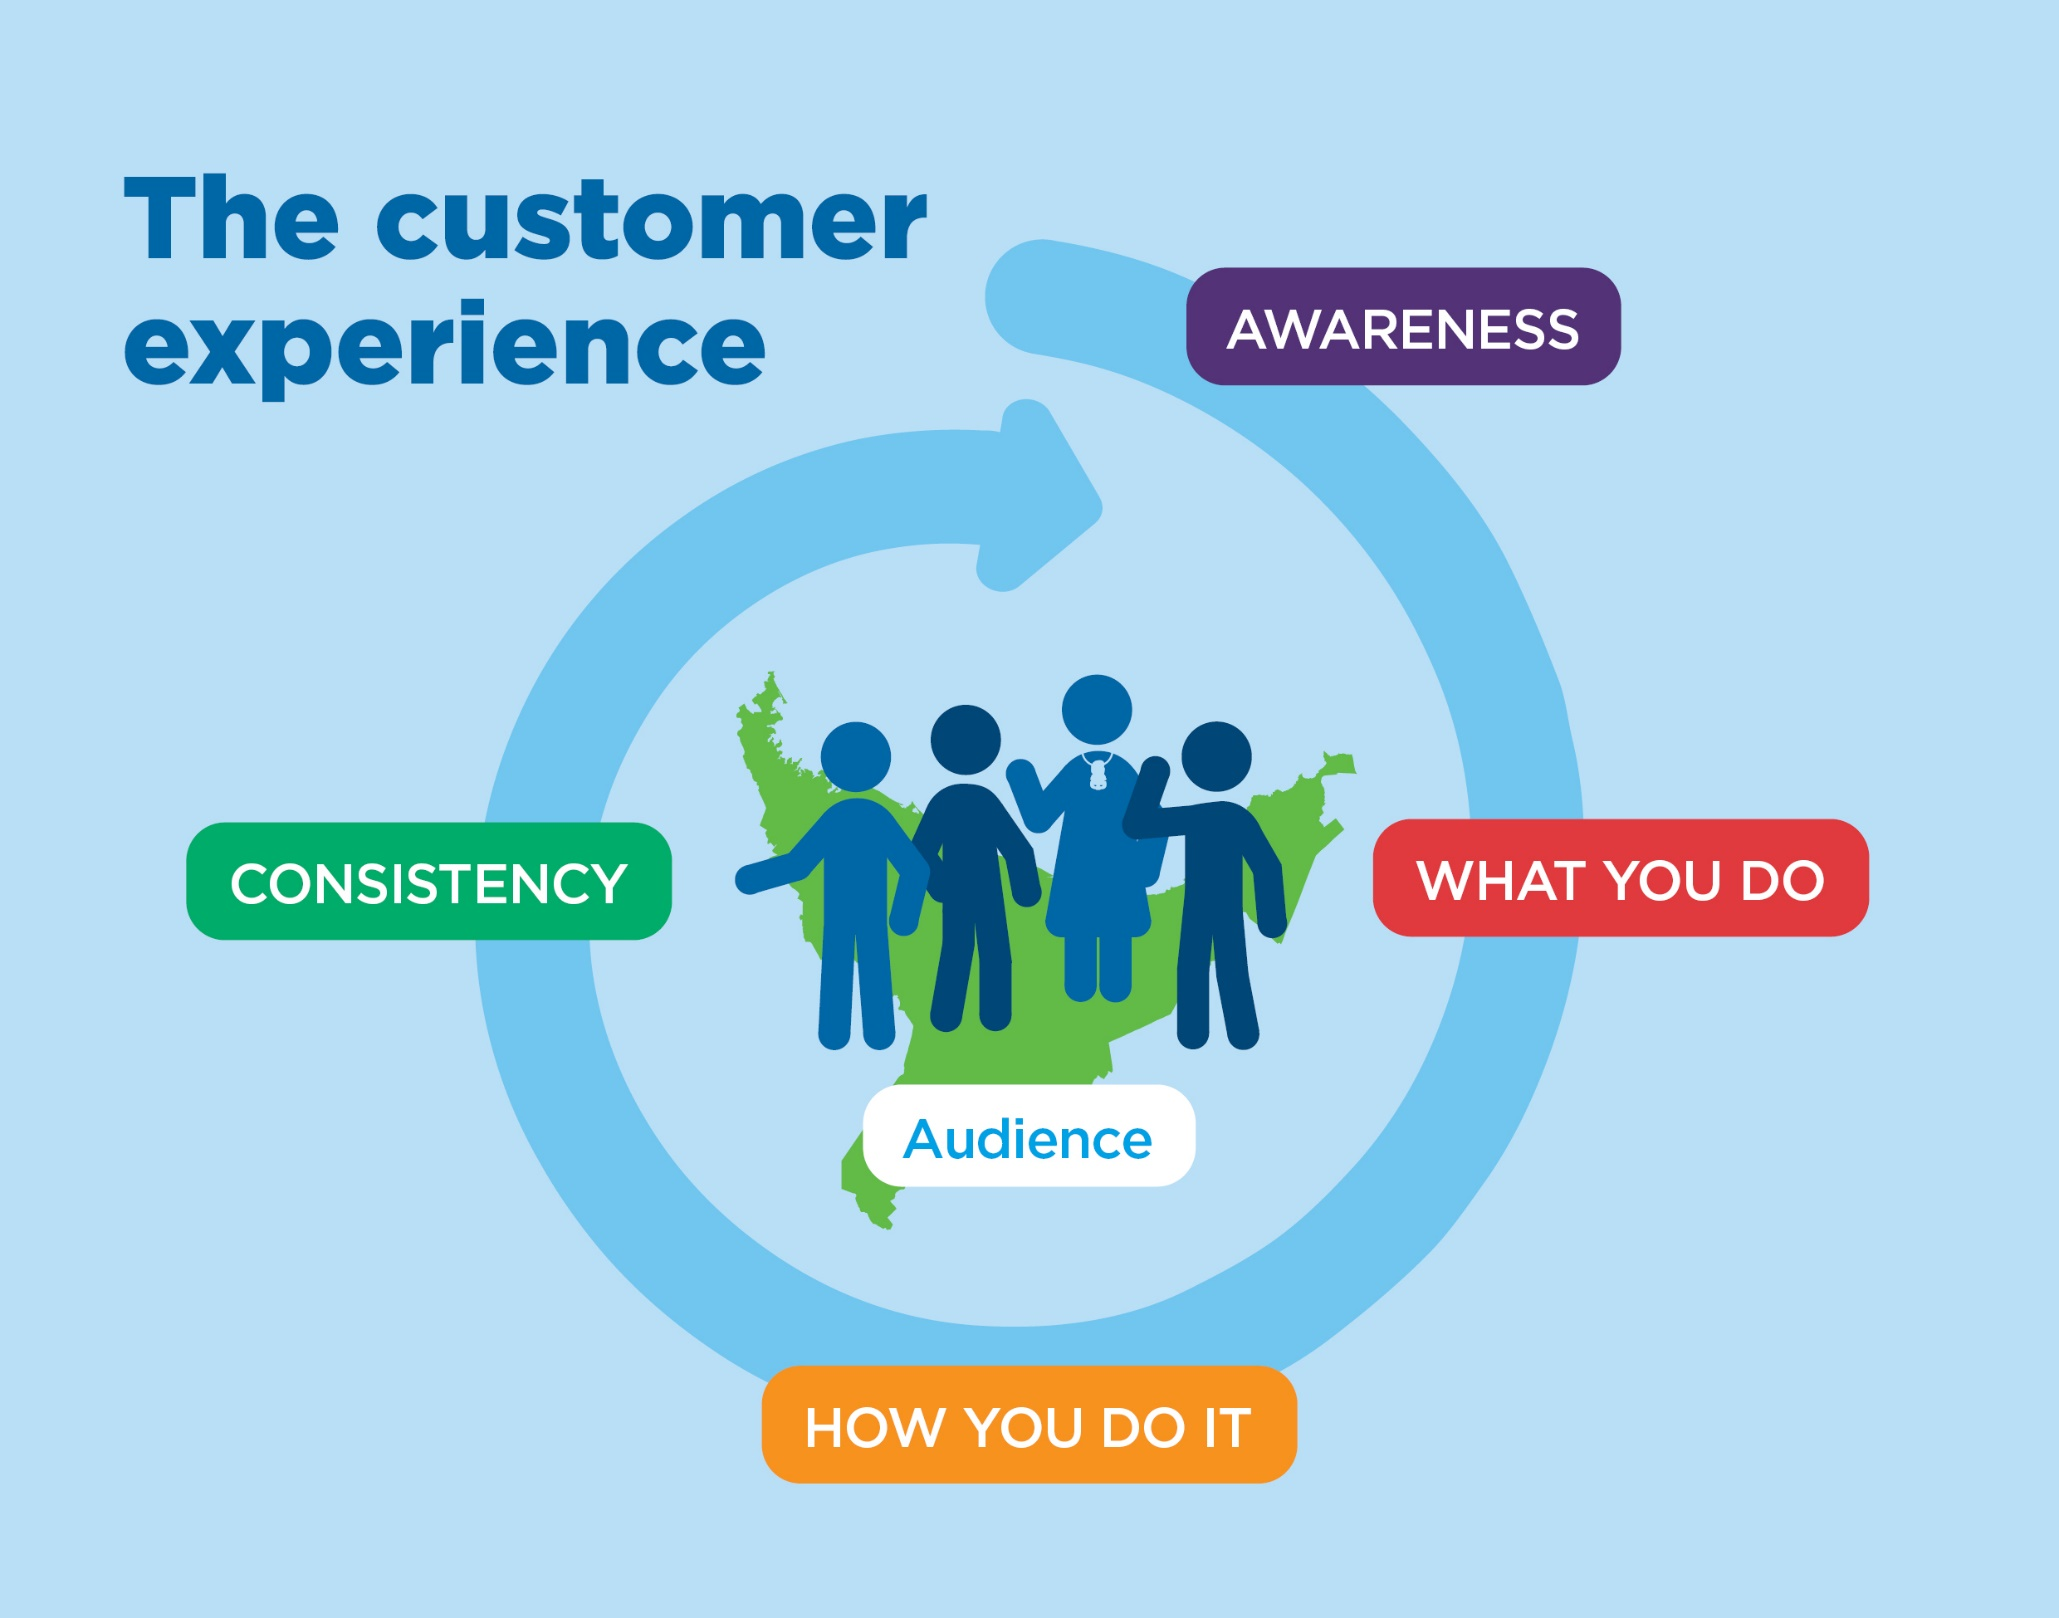 The customer
experience
AWARENESS
WHAT YOU DO
HOW YOU DO IT
CONSISTENCY
Audience